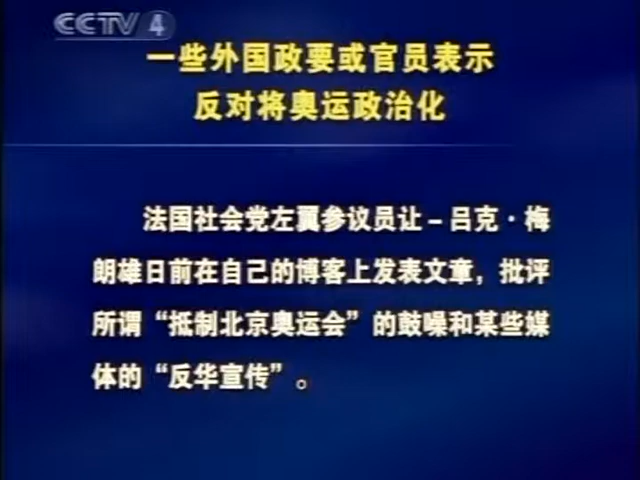 CCTV 4
一些外国政要或官员表示
反对将奥运政治化
法国社会党左翼参议员让－吕克·梅
朗雄日前在自己的博客上发表文章，批评
所谓“抵制北京奥运会”的鼓噪和某些媒
体的“反华宣传”。